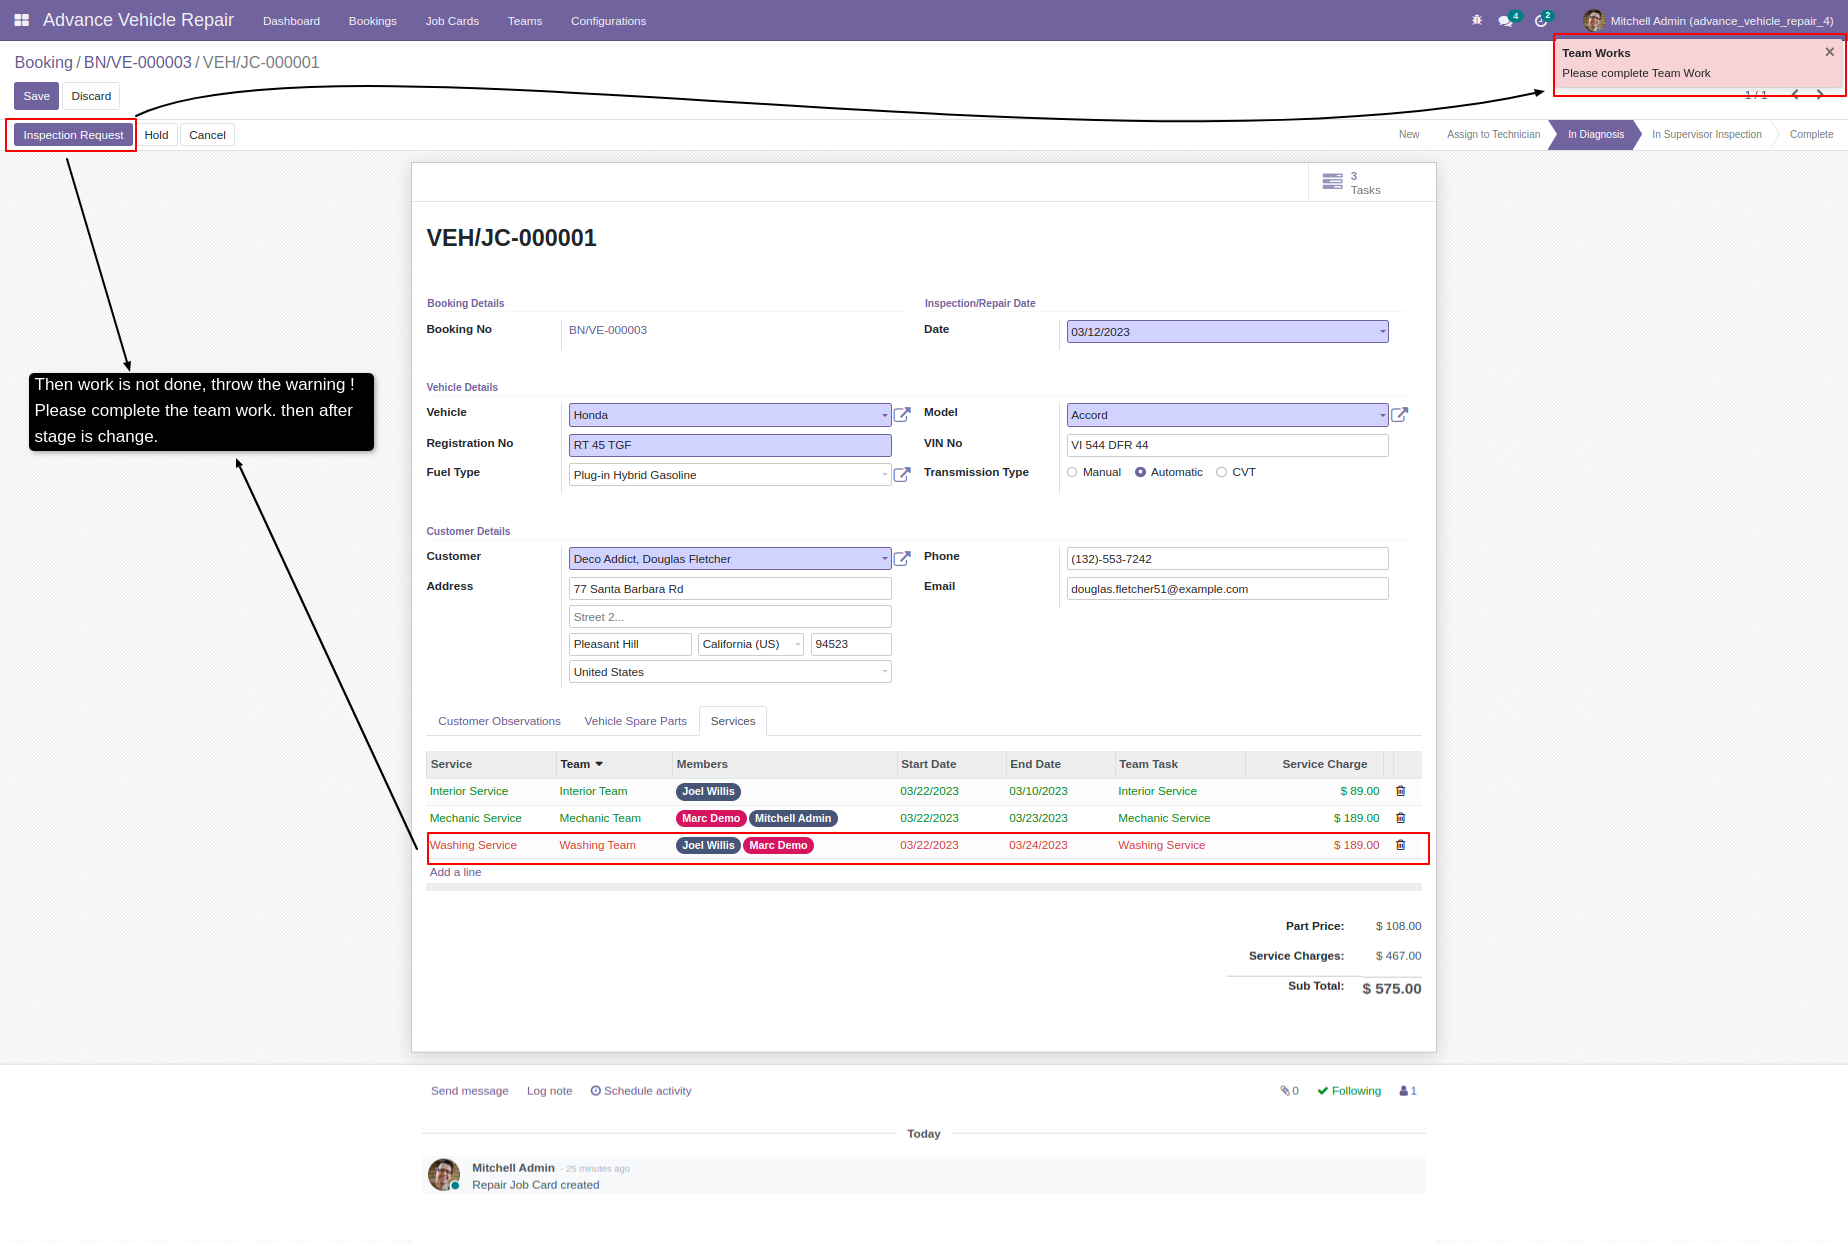 Advance Vehicle Repair Dashboard Bookings Job Cards Teams Configurations 4 2 Mitchell Admin (advance_vehicle_repair_4)
Booking / BN/VE-000003 / VEH/JC-000001
Team Works
Please complete Team Work
Save Discard
1 / 1
Inspection Request Hold Cancel
New Assign to Technician In Diagnosis In Supervisor Inspection Complete
3
Tasks
VEH/JC-000001
Booking Details Inspection/Repair Date
Booking No BN/VE-000003 Date 03/12/2023
Then work is not done, throw the warning !
Please complete the team work. then after
stage is change.
Vehicle Details
Vehicle Honda Model Accord
Registration No RT 45 TGF VIN No VI 544 DFR 44
Fuel Type Plug-in Hybrid Gasoline Transmission Type Manual Automatic CVT
Customer Details
Customer Deco Addict, Douglas Fletcher Phone (132)-553-7242
Address 77 Santa Barbara Rd Email douglas.fletcher51@example.com
Street 2...
Pleasant Hill California (US) 94523
United States
Customer Observations Vehicle Spare Parts Services
Service Team Members Start Date End Date Team Task Service Charge
Interior Service Interior Team Joel Willis 03/22/2023 03/10/2023 Interior Service $ 89.00
Mechanic Service Mechanic Team Marc Demo Mitchell Admin 03/22/2023 03/23/2023 Mechanic Service $ 189.00
Washing Service Washing Team Joel Willis Marc Demo 03/22/2023 03/24/2023 Washing Service $ 189.00
Add a line
Part Price: $ 108.00
Service Charges: $ 467.00
Sub Total: $ 575.00
Send message Log note Schedule activity 0 Following 1
Today
Mitchell Admin - 25 minutes ago
Repair Job Card created